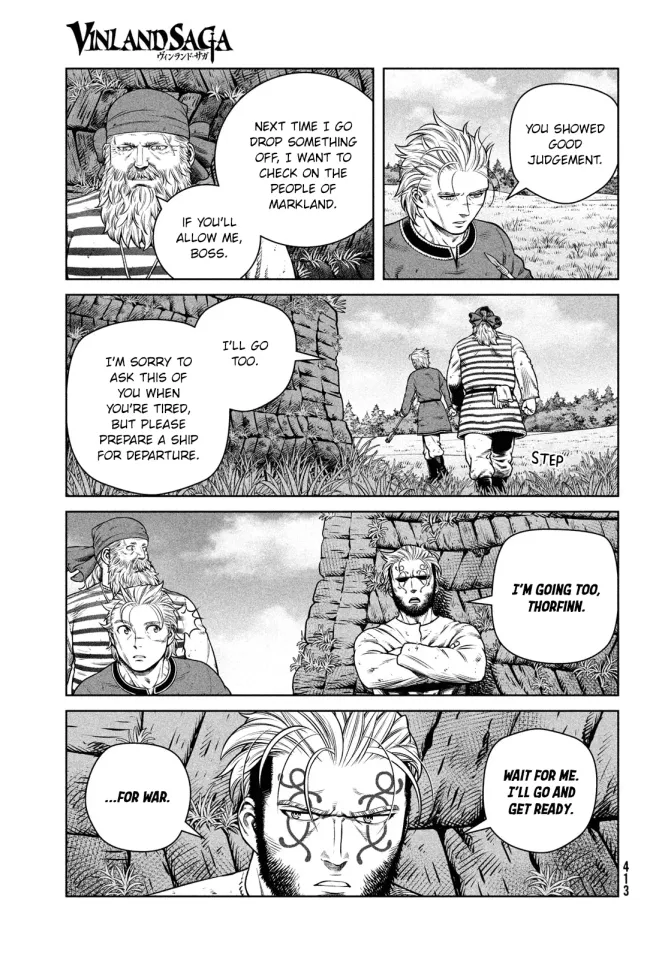 VINLAND SAGA
ヴィンランド・サガ
YOU SHOWED
GOOD
JUDGEMENT.
NEXT TIME I GO
DROP SOMETHING
OFF, I WANT TO
CHECK ON THE
PEOPLE OF
MARKLAND.
IF YOU'LL
ALLOW ME,
BOSS.
I'LL GO
TOO.
I'M SORRY TO
ASK THIS OF
YOU WHEN
YOU'RE TIRED,
BUT PLEASE
PREPARE A SHIP
FOR DEPARTURE.
STEP
I'M GOING TOO,
THORFINN.
WAIT FOR ME.
I'LL GO AND
GET READY.
...FOR WAR.
413